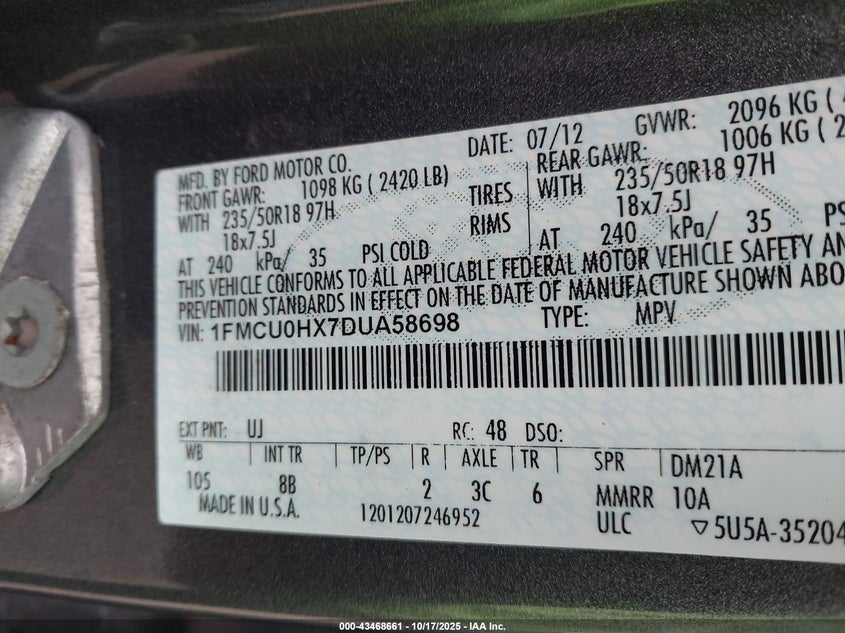 MFD. BY FORD MOTOR CO. DATE: 07/12 GVWR: 2096 KG (
FRONT GAWR: 1098 KG ( 2420 LB) REAR GAWR: 1006 KG ( 2
WITH 235/50R18 97H TIRES WITH 235/50R18 97H
18x7.5J RIMS 18x7.5J
AT 240 kPa/ 35 PSI COLD AT 240 kPa/ 35 PS
THIS VEHICLE CONFORMS TO ALL APPLICABLE FEDERAL MOTOR VEHICLE SAFETY AN
PREVENTION STANDARDS IN EFFECT ON THE DATE OF MANUFACTURE SHOWN ABO
VIN: 1FMCU0HX7DUA58698 TYPE: MPV
EXT PNT: UJ RC: 48 DSO:
WB INT TR TP/PS R AXLE TR SPR DM21A
105 8B 2 3C 6 MMRR 10A
MADE IN U.S.A. 1201207246952 ULC ▽5U5A-35204
000-43468661 - 10/17/2025 - IAA Inc.